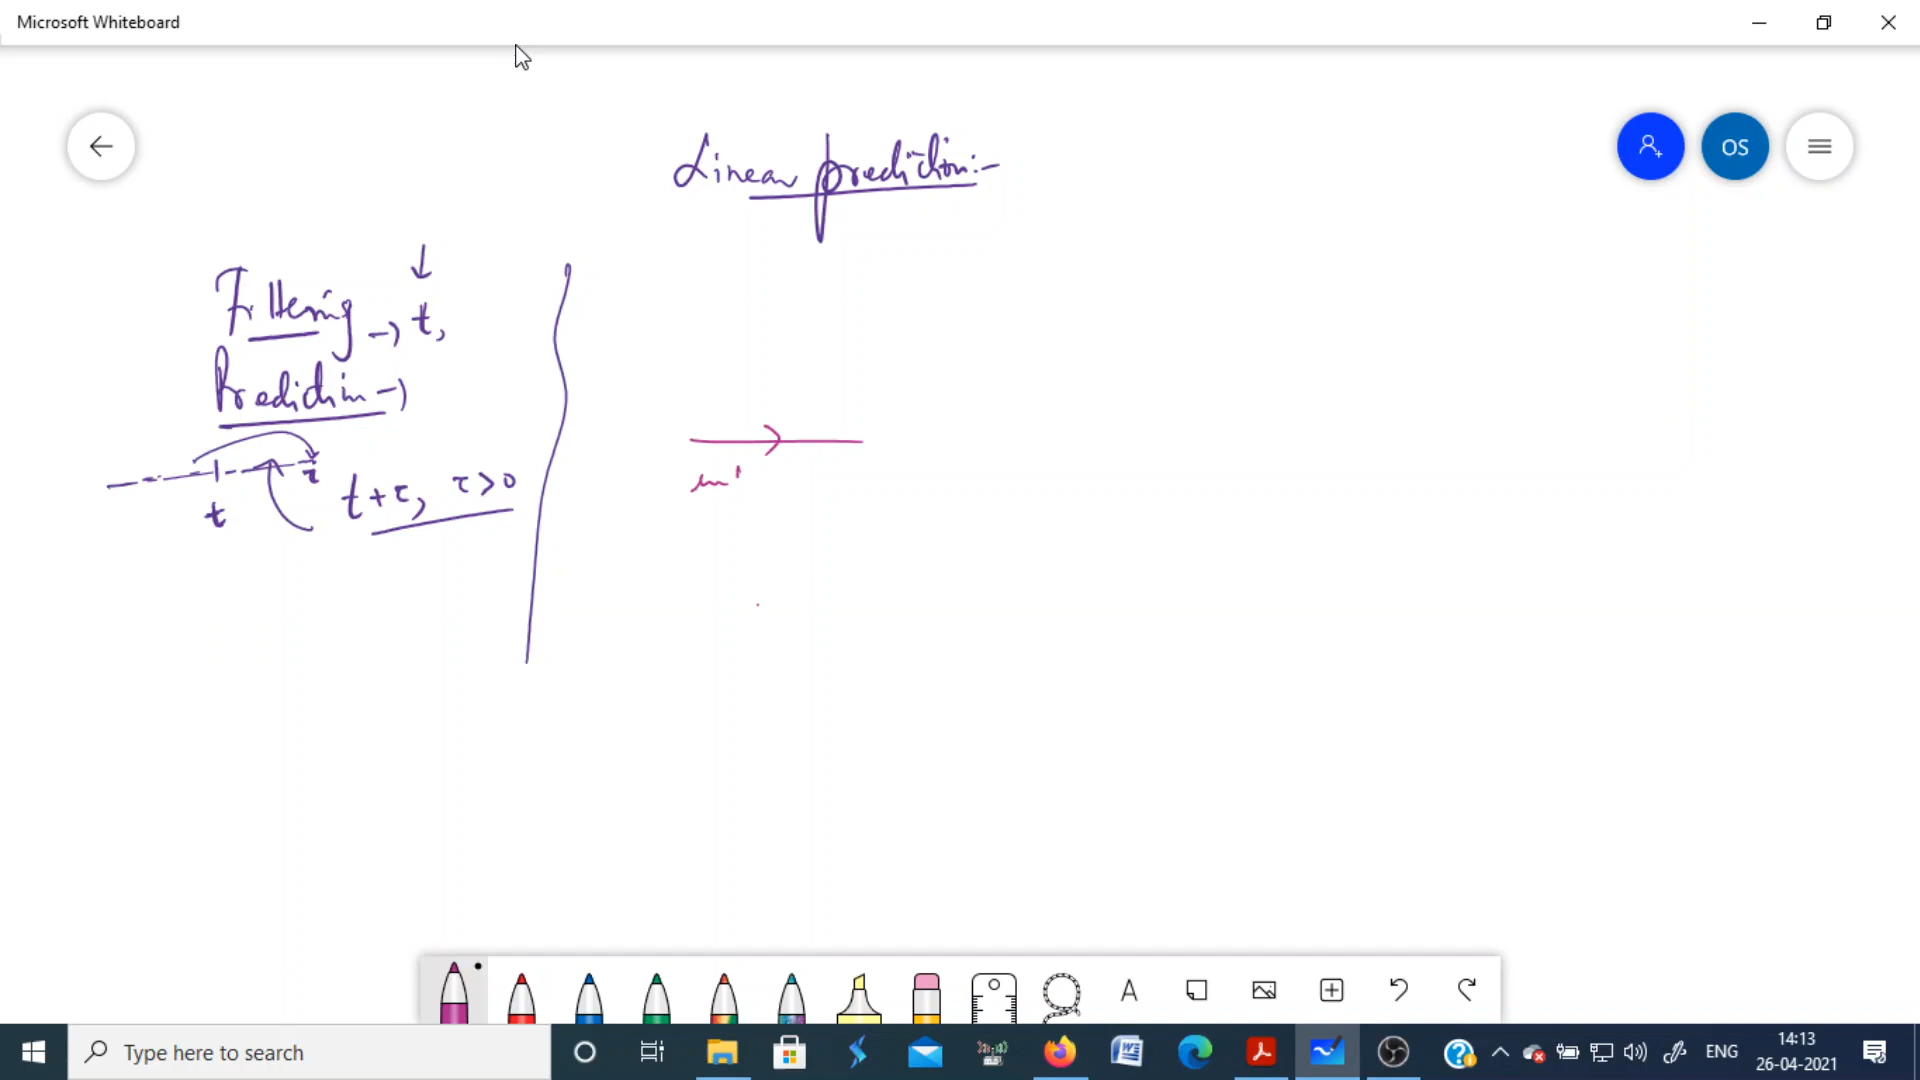 Microsoft Whiteboard
OS
Linear prediction:-
Filtering → t,
Prediction →
t
τ
t+τ, τ>0
A
Type here to search
ENG
14:13
26-04-2021